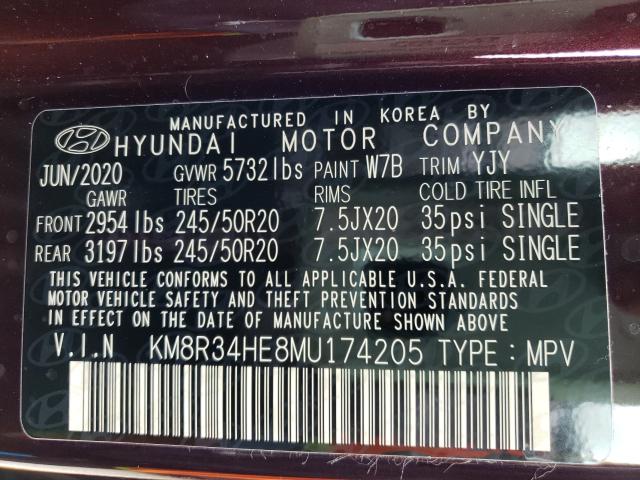 MANUFACTURED IN KOREA BY
HYUNDAI MOTOR COMPANY
JUN/2020 GVWR 5732lbs PAINT W7B TRIM YJY
GAWR TIRES RIMS COLD TIRE INFL
FRONT 2954lbs 245/50R20 7.5JX20 35psi SINGLE
REAR 3197lbs 245/50R20 7.5JX20 35psi SINGLE
THIS VEHICLE CONFORMS TO ALL APPLICABLE U.S.A. FEDERAL
MOTOR VEHICLE SAFETY AND THEFT PREVENTION STANDARDS
IN EFFECT ON THE DATE OF MANUFACTURE SHOWN ABOVE
V.I.N KM8R34HE8MU174205 TYPE : MPV